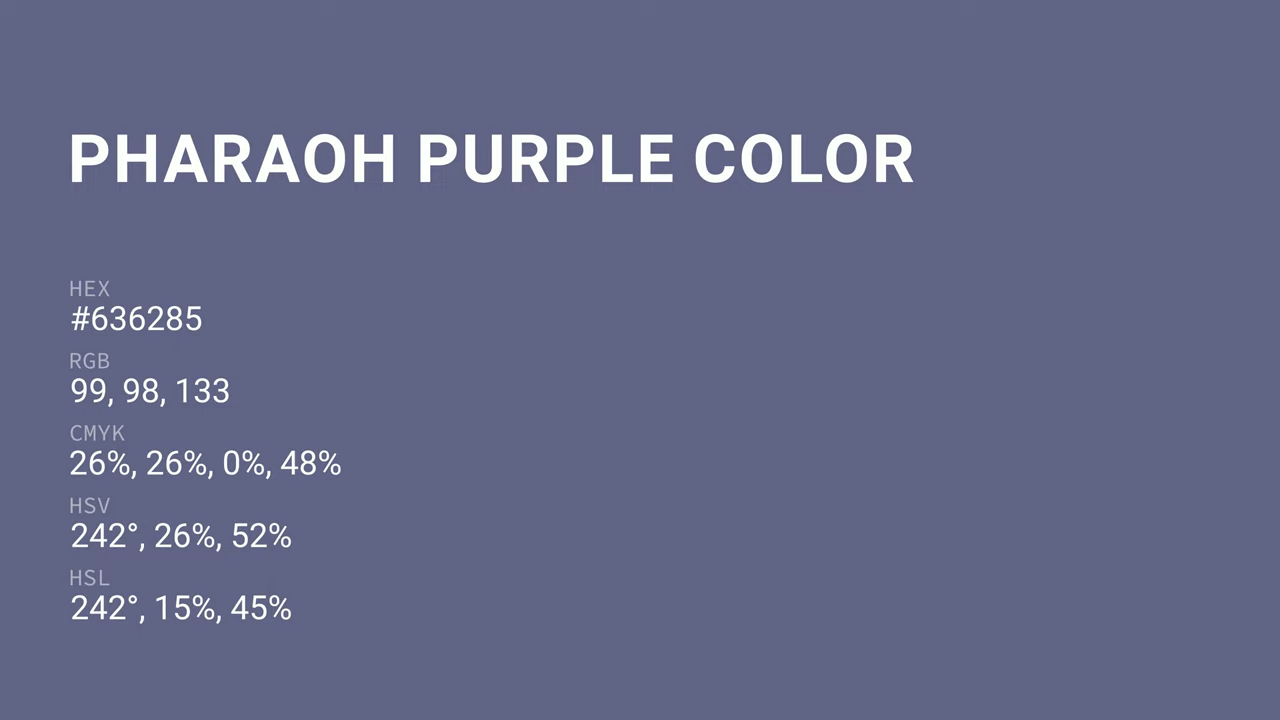 PHARAOH PURPLE COLOR
HEX
#636285
RGB
99, 98, 133
CMYK
26%, 26%, 0%, 48%
HSV
242°, 26%, 52%
HSL
242°, 15%, 45%